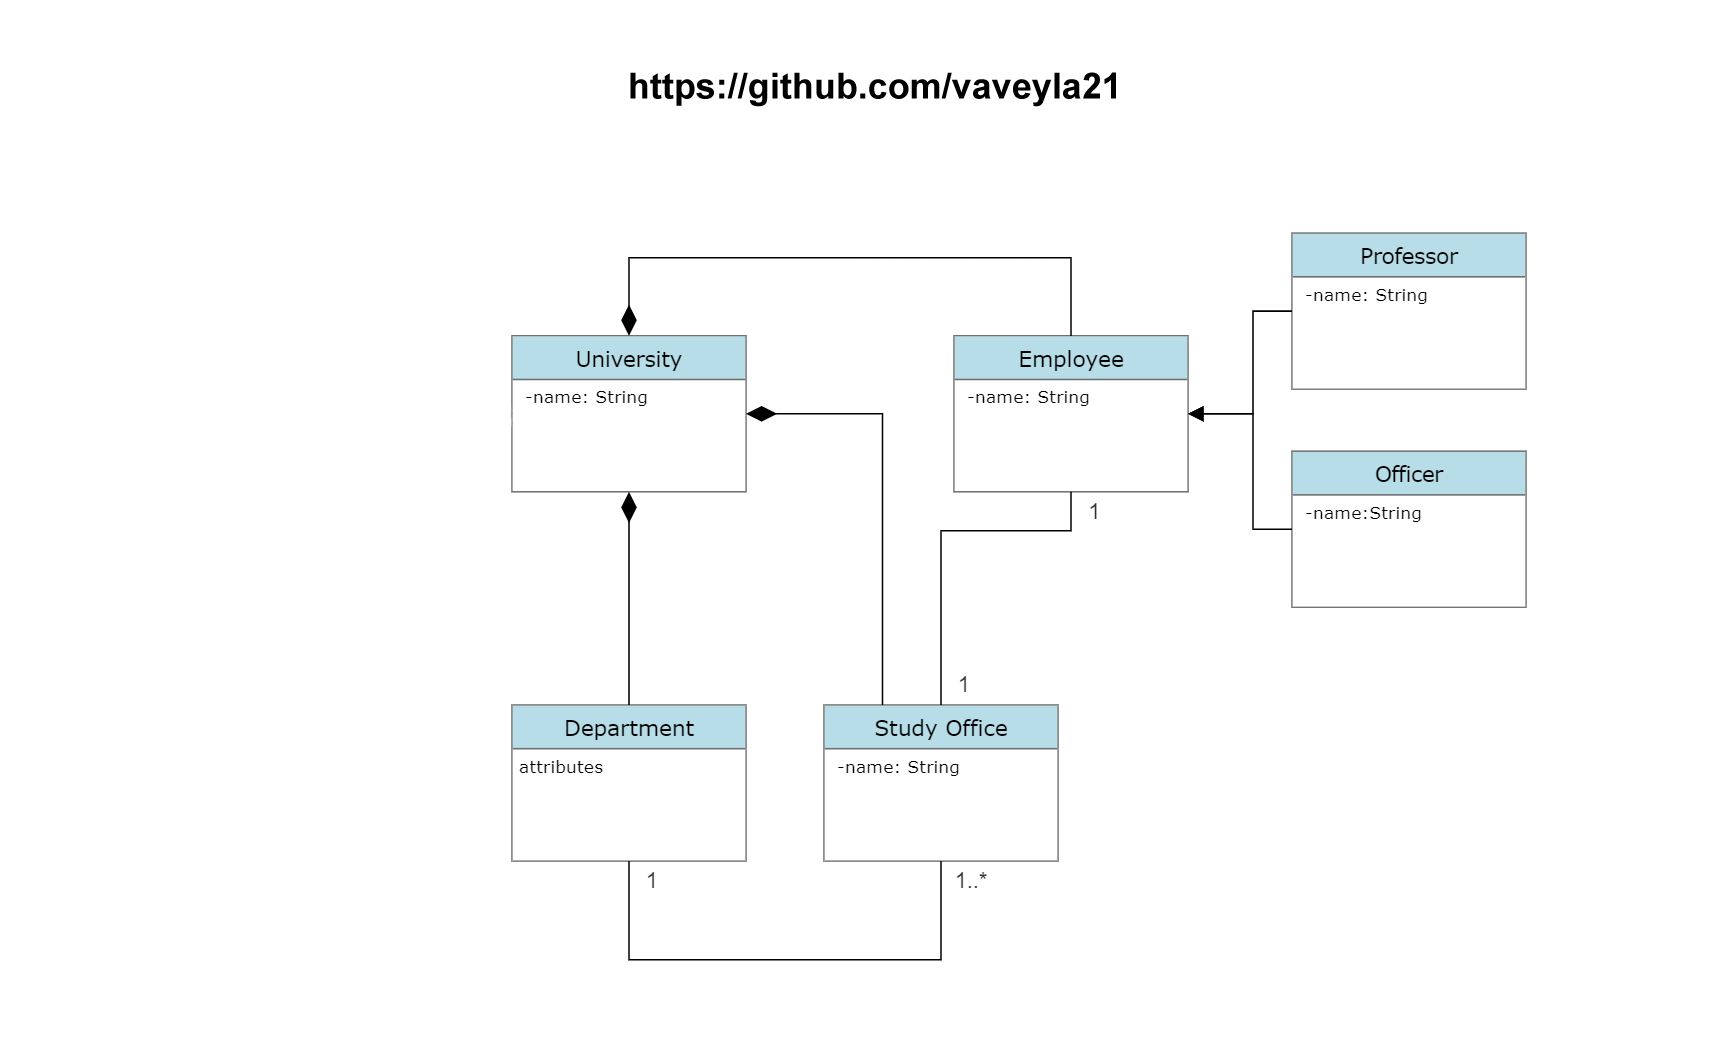 https://github.com/vaveyla21
Professor
-name: String
University
-name: String
Employee
-name: String
Officer
-name:String
1
1
Department
attributes
Study Office
-name: String
1
1..*